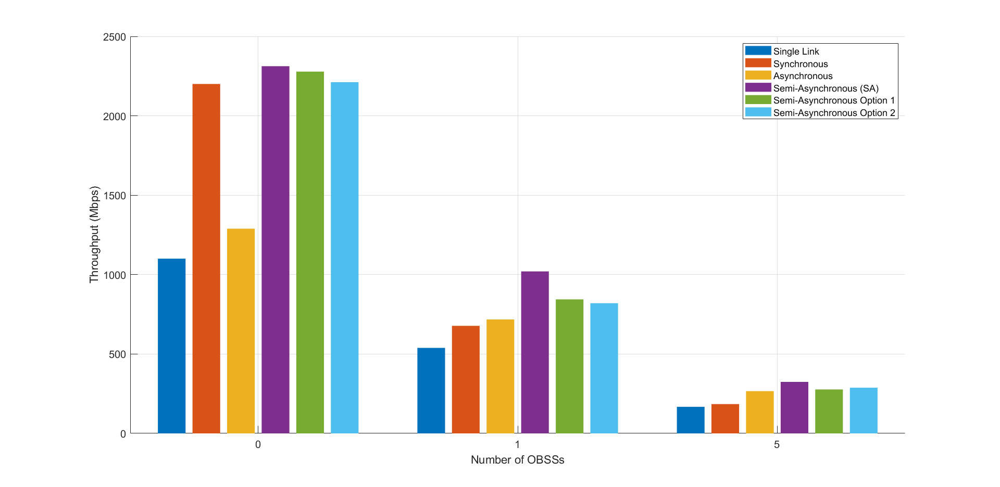 2500
2000
1500
1000
500
0
Throughput (Mbps)
Single Link
Synchronous
Asynchronous
Semi-Asynchronous (SA)
Semi-Asynchronous Option 1
Semi-Asynchronous Option 2
0 1 5
Number of OBSSs